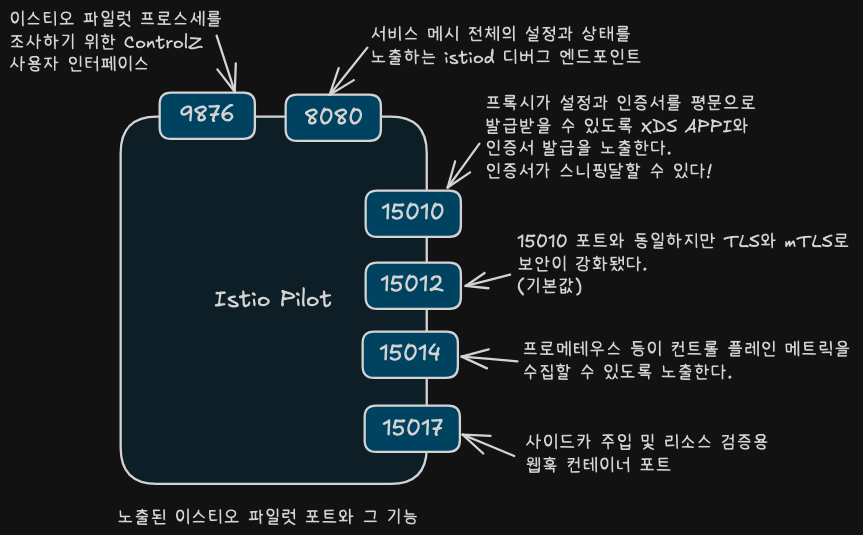 이스티오 파일럿 프로스세를
조사하기 위한 ControlZ
사용자 인터페이스
서비스 메시 전체의 설정과 상태를
노출하는 istiod 디버그 엔드포인트
9876
8080
프록시가 설정과 인증서를 평문으로
발급받을 수 있도록 XDS APPI와
인증서 발급을 노출한다.
인증서가 스니핑달할 수 있다!
15010
15010 포트와 동일하지만 TLS와 mTLS로
보안이 강화됐다.
(기본값)
15012
Istio Pilot
프로메테우스 등이 컨트롤 플레인 메트릭을
수집할 수 있도록 노출한다.
15014
15017
사이드카 주입 및 리소스 검증용
웹훅 컨테이너 포트
노출된 이스티오 파일럿 포트와 그 기능